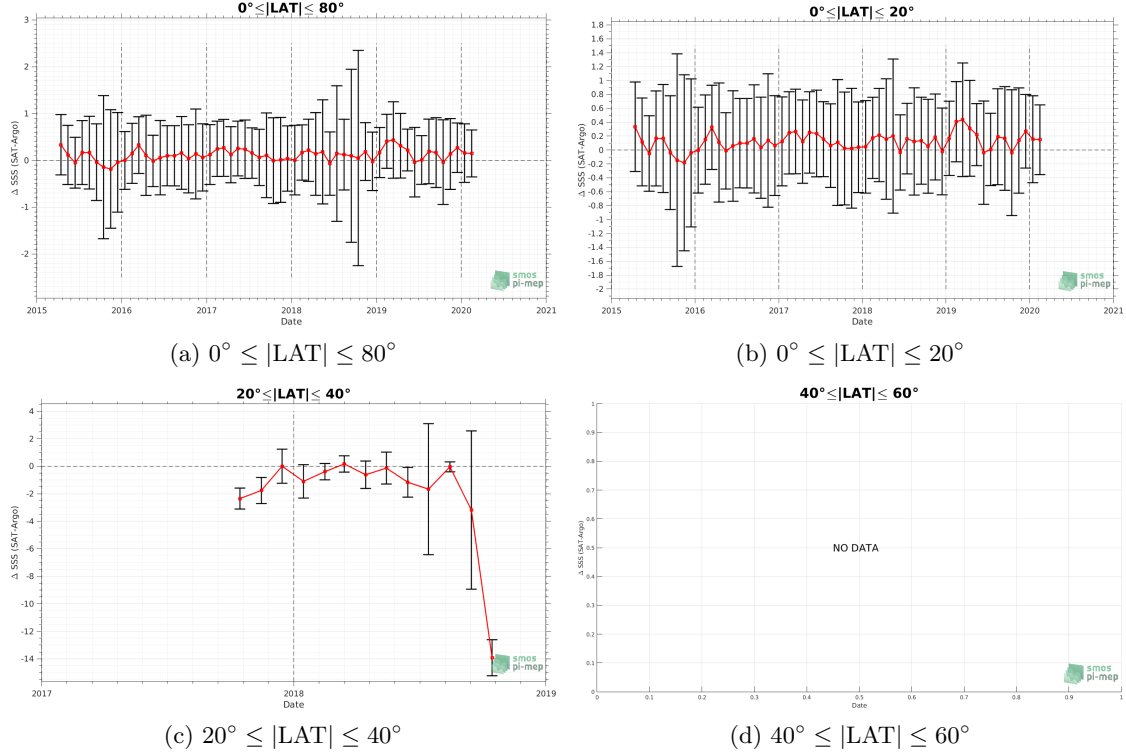 0°≤|LAT|≤ 80°
3
2
1
0
-1
-2
Δ SSS (SAT-Argo)
2015 2016 2017 2018 2019 2020 2021
Date
smos
pi-mep
(a) 0° ≤ |LAT| ≤ 80°
0°≤|LAT|≤ 20°
1.8
1.6
1.4
1.2
1
0.8
0.6
0.4
0.2
0
-0.2
-0.4
-0.6
-0.8
-1
-1.2
-1.4
-1.6
-1.8
-2
Δ SSS (SAT-Argo)
2015 2016 2017 2018 2019 2020 2021
Date
smos
pi-mep
(b) 0° ≤ |LAT| ≤ 20°
20°≤|LAT|≤ 40°
4
2
0
-2
-4
-6
-8
-10
-12
-14
Δ SSS (SAT-Argo)
2017 2018 2019
Date
smos
pi-mep
(c) 20° ≤ |LAT| ≤ 40°
40°≤|LAT|≤ 60°
1
0.9
0.8
0.7
0.6
0.5
0.4
0.3
0.2
0.1
0
Δ SSS (SAT-Argo)
NO DATA
0 0.1 0.2 0.3 0.4 0.5 0.6 0.7 0.8 0.9 1
Date
smos
pi-mep
(d) 40° ≤ |LAT| ≤ 60°